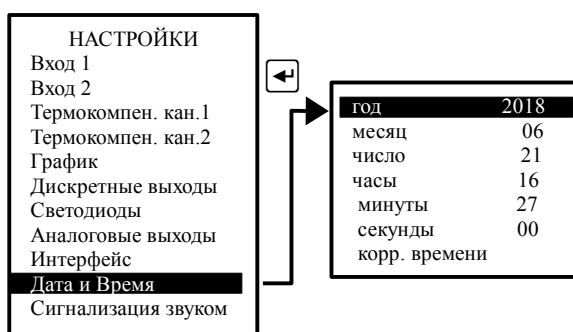 НАСТРОЙКИ
Вход 1
Вход 2
Термокомпен. кан.1
Термокомпен. кан.2
График
Дискретные выходы
Светодиоды
Аналоговые выходы
Интерфейс
Дата и Время
Сигнализация звуком
год 2018
месяц 06
число 21
часы 16
минуты 27
секунды 00
корр. времени